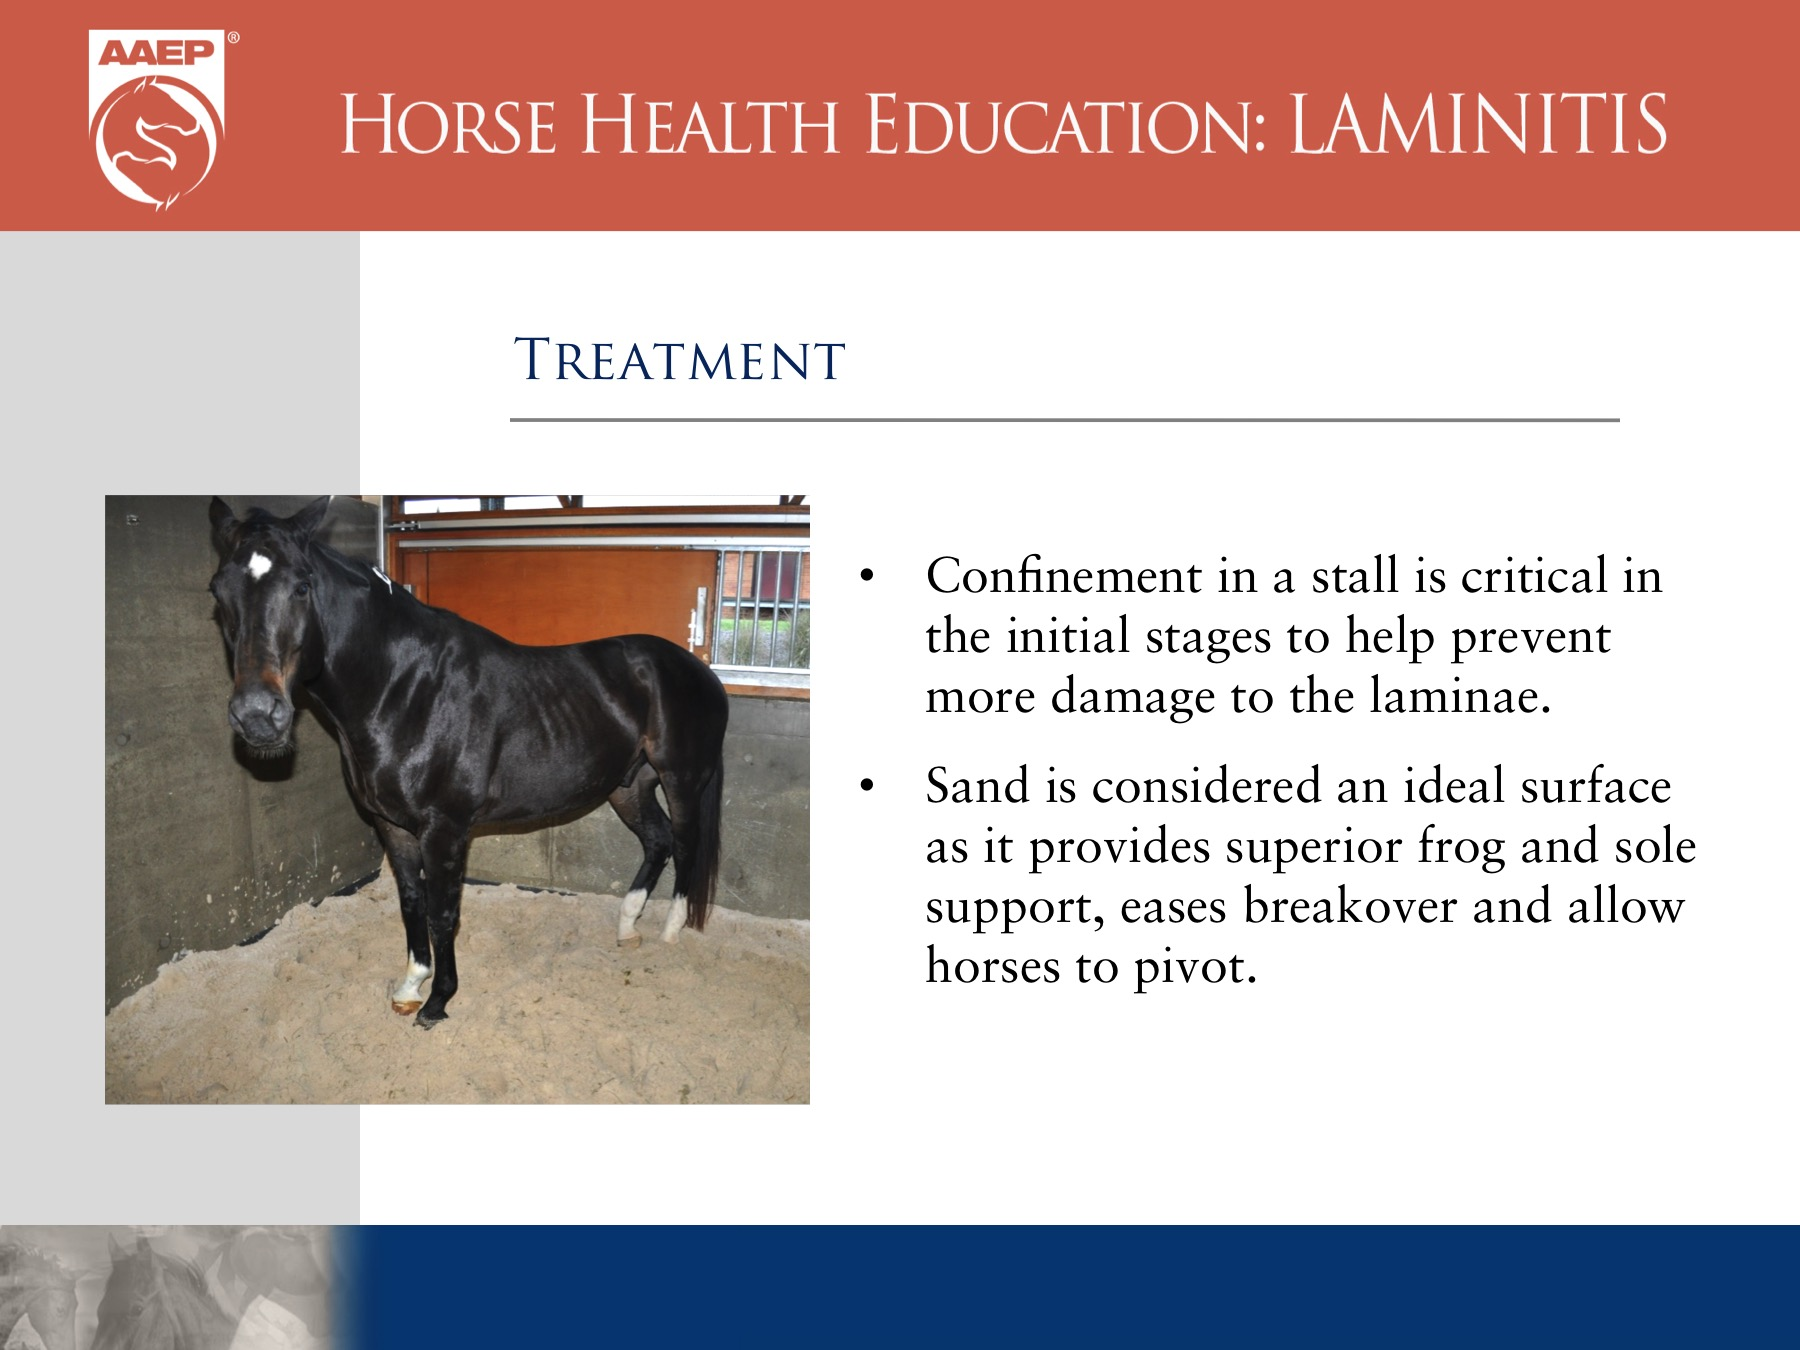 AAEP®
HORSE HEALTH EDUCATION: LAMINITIS
TREATMENT
• Confinement in a stall is critical in
the initial stages to help prevent
more damage to the laminae.
• Sand is considered an ideal surface
as it provides superior frog and sole
support, eases breakover and allow
horses to pivot.